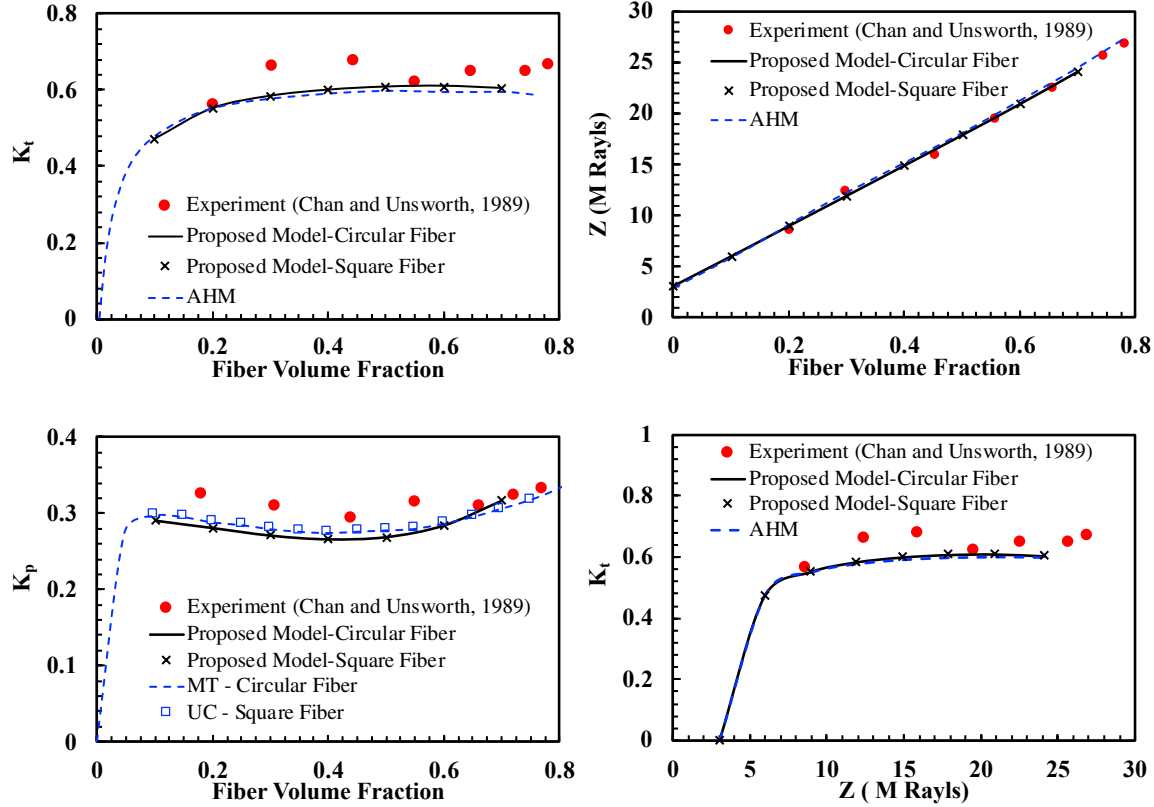 0.8
0.6
0.4
0.2
0
Kt
Experiment (Chan and Unsworth, 1989)
Proposed Model-Circular Fiber
Proposed Model-Square Fiber
AHM
0 0.2 0.4 0.6 0.8
Fiber Volume Fraction
30
25
20
15
10
5
0
Z (M Rayls)
Experiment (Chan and Unsworth, 1989)
Proposed Model-Circular Fiber
Proposed Model-Square Fiber
AHM
0 0.2 0.4 0.6 0.8
Fiber Volume Fraction
0.4
0.3
0.2
0.1
0
Kp
Experiment (Chan and Unsworth, 1989)
Proposed Model-Circular Fiber
Proposed Model-Square Fiber
MT - Circular Fiber
UC - Square Fiber
0 0.2 0.4 0.6 0.8
Fiber Volume Fraction
1
0.8
0.6
0.4
0.2
0
Kt
Experiment (Chan and Unsworth, 1989)
Proposed Model-Circular Fiber
Proposed Model-Square Fiber
AHM
0 5 10 15 20 25 30
Z ( M Rayls)